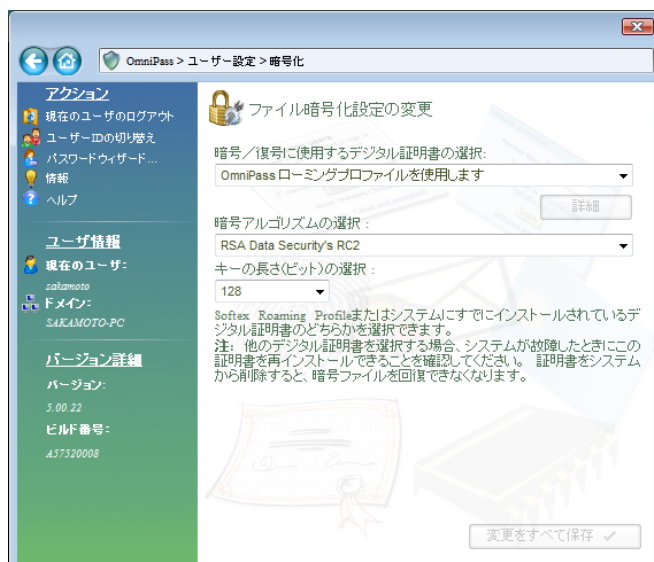 OmniPass > ユーザー設定 > 暗号化
アクション
現在のユーザのログアウト
ユーザーIDの切り替え
パスワードウィザード...
情報
ヘルプ
ユーザ情報
現在のユーザ:
sakamoto
ドメイン:
SAKAMOTO-PC
バージョン詳細
バージョン:
5.00.22
ビルド番号:
A57520008
ファイル暗号化設定の変更
暗号／復号に使用するデジタル証明書の選択:
OmniPass ローミングプロファイルを使用します
詳細
暗号アルゴリズムの選択 :
RSA Data Security's RC2
キーの長さ(ビット)の選択 :
128
Softex Roaming Profileまたはシステムにすでにインストールされているデ
ジタル証明書のどちらかを選択できます。
注: 他のデジタル証明書を選択する場合、システムが故障したときにこの
証明書を再インストールできることを確認してください。 証明書をシステム
から削除すると、暗号ファイルを回復できなくなります。
変更をすべて保存